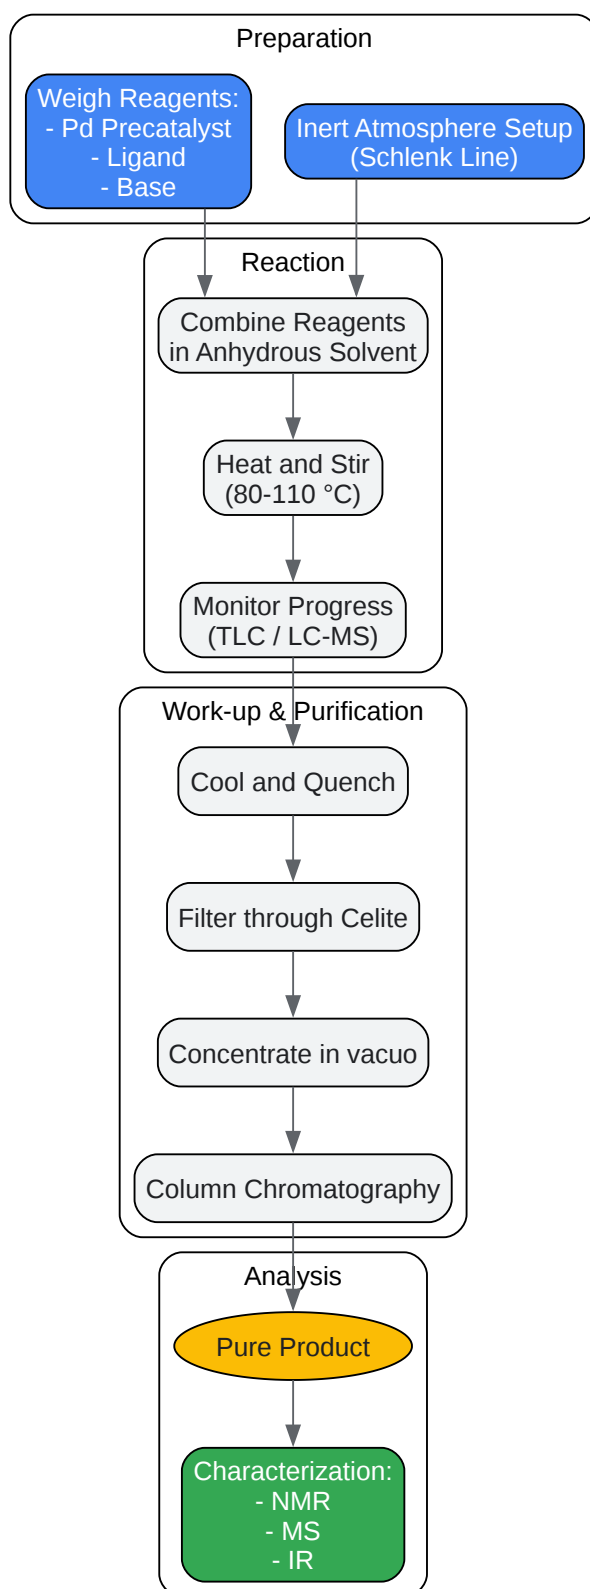 Preparation
Weigh Reagents:
- Pd Precatalyst
- Ligand
- Base
Inert Atmosphere Setup
(Schlenk Line)
Reaction
Combine Reagents
in Anhydrous Solvent
Heat and Stir
(80-110 °C)
Monitor Progress
(TLC / LC-MS)
Work-up & Purification
Cool and Quench
Filter through Celite
Concentrate in vacuo
Column Chromatography
Analysis
Pure Product
Characterization:
- NMR
- MS
- IR